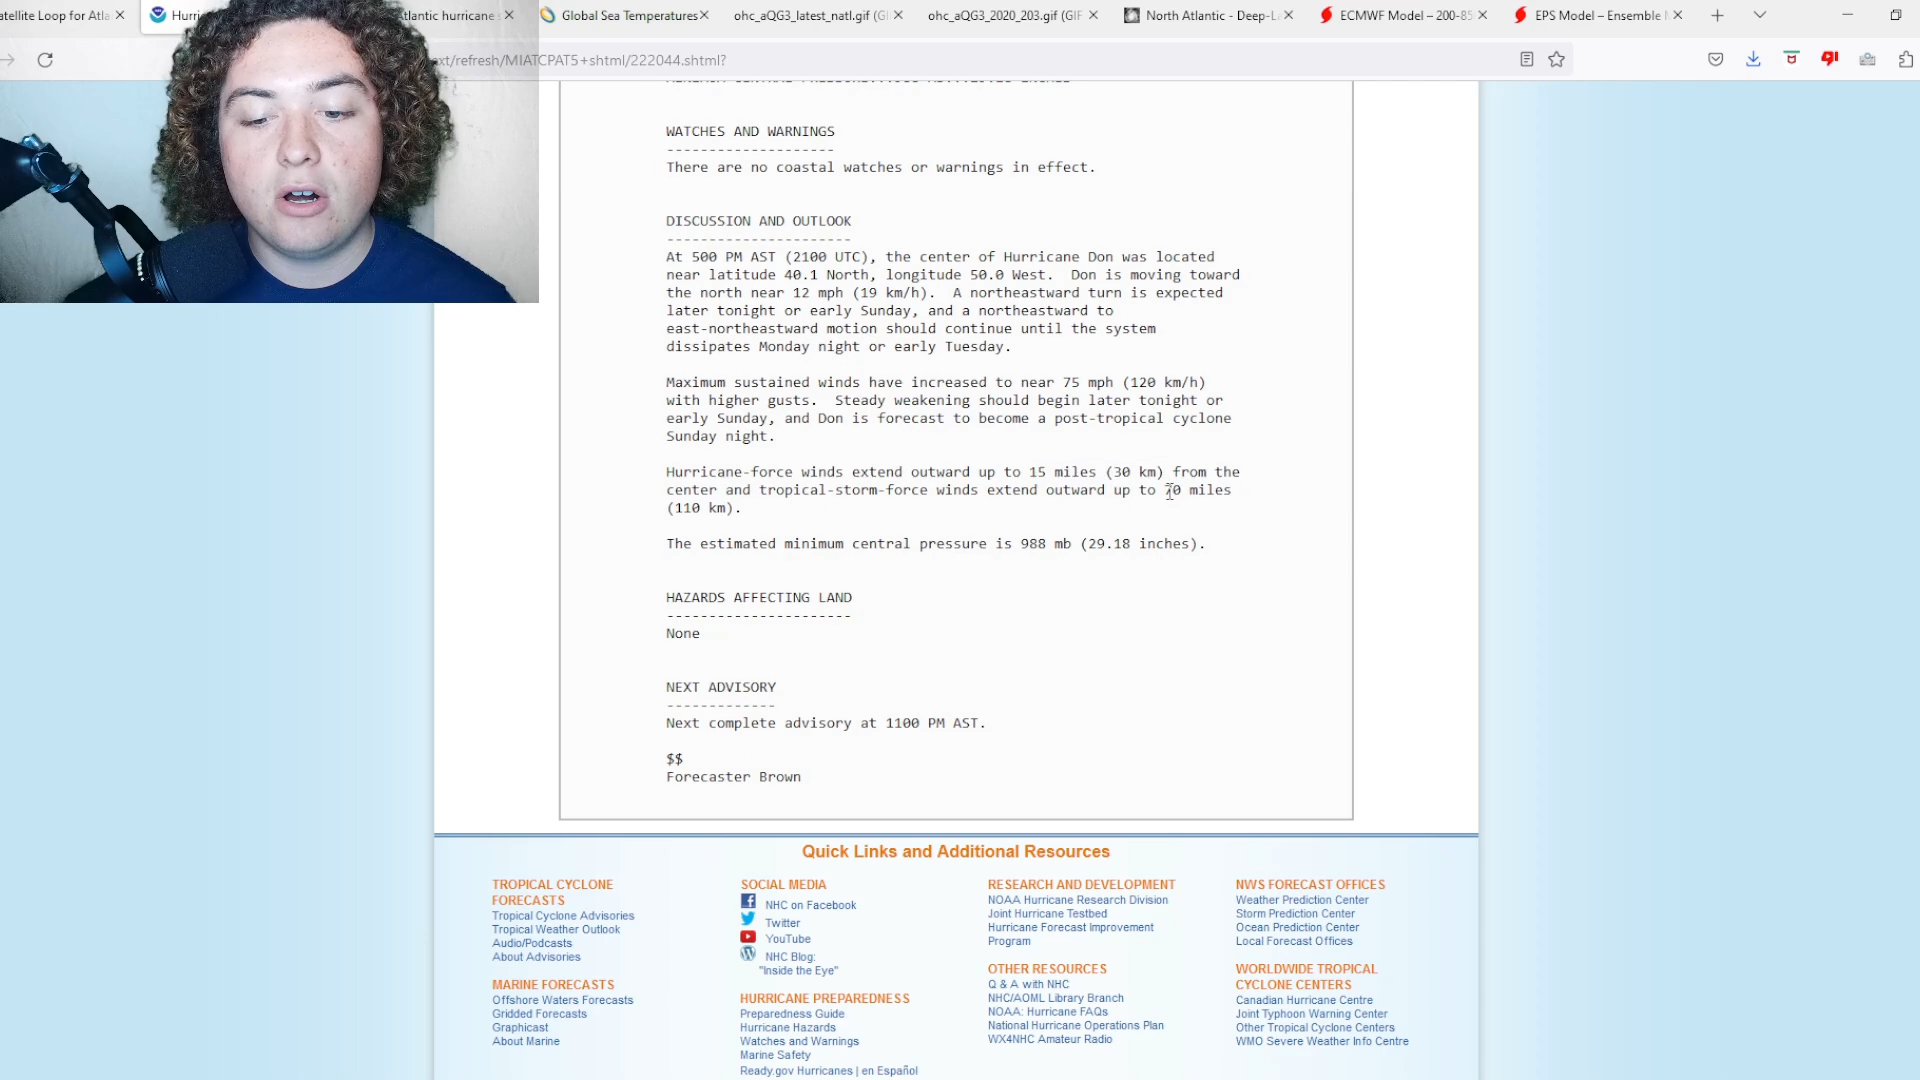 atellite Loop for Atla
Hurri
Atlantic hurricane
Global Sea Temperatures
ohc_aQG3_latest_natl.gif (GI
ohc_aQG3_2020_203.gif (GIF
North Atlantic - Deep-L
ECMWF Model – 200-85
EPS Model – Ensemble
ext/refresh/MIATCPAT5+shtml/222044.shtml?
WATCHES AND WARNINGS
--------------------
There are no coastal watches or warnings in effect.
DISCUSSION AND OUTLOOK
----------------------
At 500 PM AST (2100 UTC), the center of Hurricane Don was located
near latitude 40.1 North, longitude 50.0 West. Don is moving toward
the north near 12 mph (19 km/h). A northeastward turn is expected
later tonight or early Sunday, and a northeastward to
east-northeastward motion should continue until the system
dissipates Monday night or early Tuesday.
Maximum sustained winds have increased to near 75 mph (120 km/h)
with higher gusts. Steady weakening should begin later tonight or
early Sunday, and Don is forecast to become a post-tropical cyclone
Sunday night.
Hurricane-force winds extend outward up to 15 miles (30 km) from the
center and tropical-storm-force winds extend outward up to 70 miles
(110 km).
The estimated minimum central pressure is 988 mb (29.18 inches).
HAZARDS AFFECTING LAND
----------------------
None
NEXT ADVISORY
-------------
Next complete advisory at 1100 PM AST.
$$
Forecaster Brown
Quick Links and Additional Resources
TROPICAL CYCLONE
FORECASTS
Tropical Cyclone Advisories
Tropical Weather Outlook
Audio/Podcasts
About Advisories
MARINE FORECASTS
Offshore Waters Forecasts
Gridded Forecasts
Graphicast
About Marine
SOCIAL MEDIA
NHC on Facebook
Twitter
YouTube
NHC Blog:
"Inside the Eye"
HURRICANE PREPAREDNESS
Preparedness Guide
Hurricane Hazards
Watches and Warnings
Marine Safety
Ready.gov Hurricanes | en Español
RESEARCH AND DEVELOPMENT
NOAA Hurricane Research Division
Joint Hurricane Testbed
Hurricane Forecast Improvement
Program
OTHER RESOURCES
Q & A with NHC
NHC/AOML Library Branch
NOAA: Hurricane FAQs
National Hurricane Operations Plan
WX4NHC Amateur Radio
NWS FORECAST OFFICES
Weather Prediction Center
Storm Prediction Center
Ocean Prediction Center
Local Forecast Offices
WORLDWIDE TROPICAL
CYCLONE CENTERS
Canadian Hurricane Centre
Joint Typhoon Warning Center
Other Tropical Cyclone Centers
WMO Severe Weather Info Centre